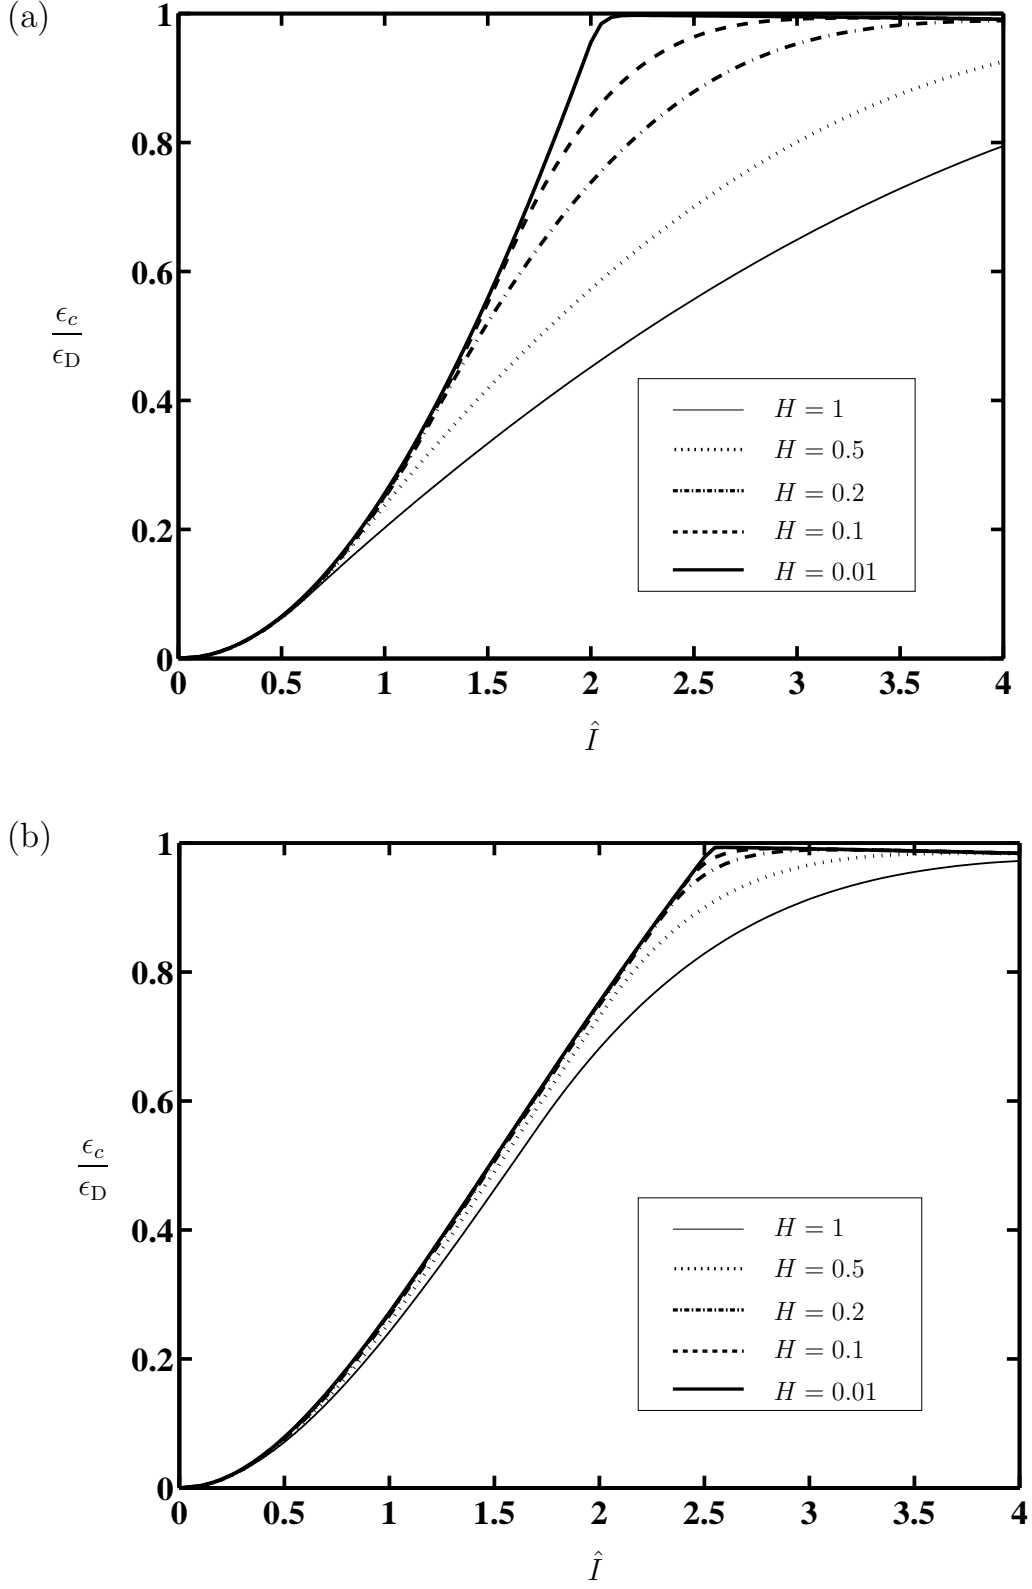 (a)
1
0.8
0.6
0.4
0.2
0
0 0.5 1 1.5 2 2.5 3 3.5 4
ϵc
ϵD
Î
H = 1
H = 0.5
H = 0.2
H = 0.1
H = 0.01
(b)
1
0.8
0.6
0.4
0.2
0
0 0.5 1 1.5 2 2.5 3 3.5 4
ϵc
ϵD
Î
H = 1
H = 0.5
H = 0.2
H = 0.1
H = 0.01